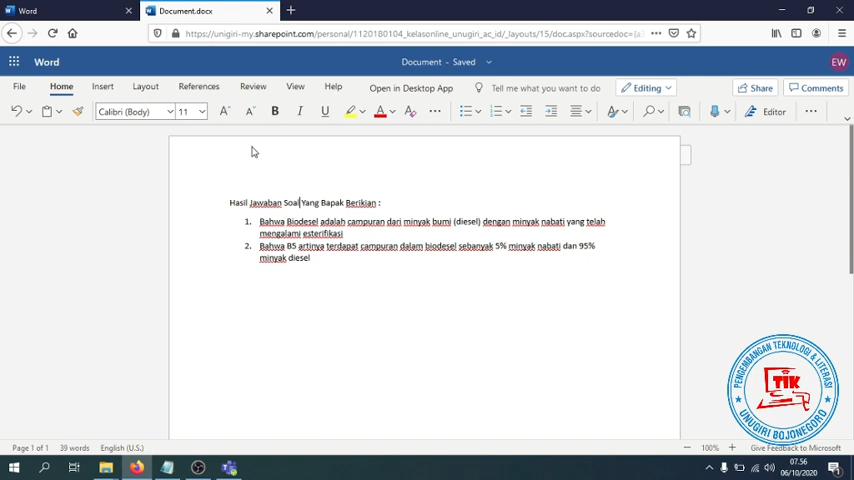 Word
Document.docx
https://unigiri-my.sharepoint.com/personal/1120180104_kelasonline_unugiri_ac_id/_layouts/15/doc.aspx?sourcedoc={a
Word
Document - Saved
EW
File Home Insert Layout References Review View Help Open in Desktop App Tell me what you want to do Editing Share Comments
Calibri (Body) 11 A A B I U A A Editor
Hasil Jawaban Soal Yang Bapak Berikian :
1. Bahwa Biodesel adalah campuran dari minyak bumi (diesel) dengan minyak nabati yang telah
mengalami esterifikasi
2. Bahwa B5 artinya terdapat campuran dalam biodesel sebanyak 5% minyak nabati dan 95%
minyak diesel
PENGEMBANGAN TEKNOLOGI & LITERASI
TIK
UNUGIRI BOJONEGORO
Page 1 of 1 39 words English (U.S.) 100% Give Feedback to Microsoft
07.56
06/10/2020